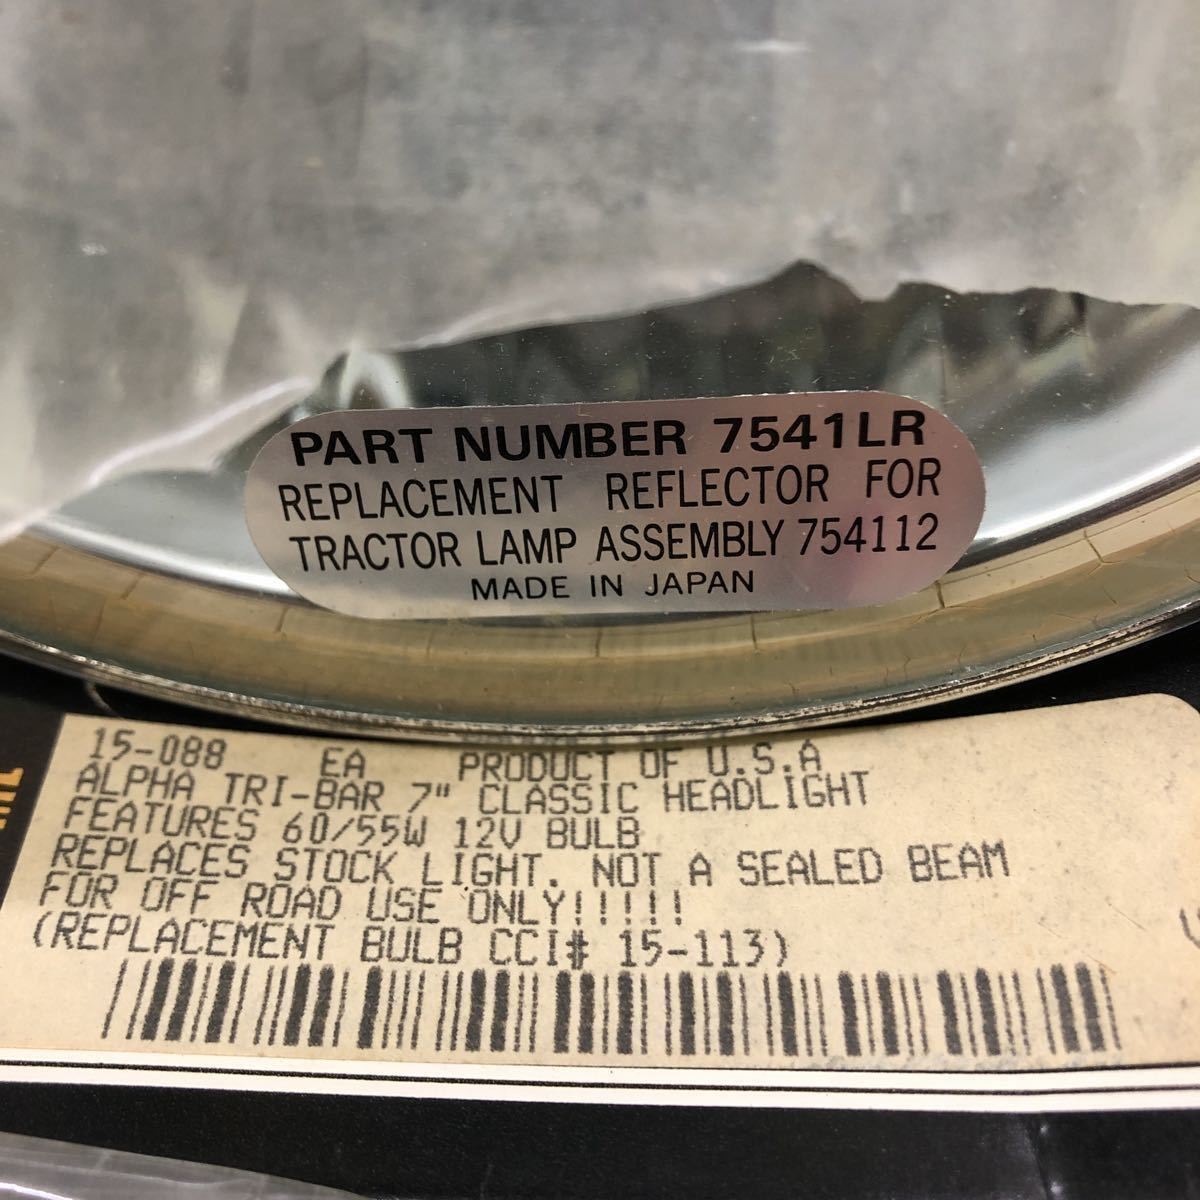 PART NUMBER 7541LR
REPLACEMENT REFLECTOR FOR
TRACTOR LAMP ASSEMBLY 754112
MADE IN JAPAN
15-088 EA PRODUCT OF U.S.A
ALPHA TRI-BAR 7" CLASSIC HEADLIGHT
FEATURES 60/55W 12V BULB
REPLACES STOCK LIGHT. NOT A SEALED BEAM
FOR OFF ROAD USE ONLY!!!!!
(REPLACEMENT BULB CCI# 15-113)